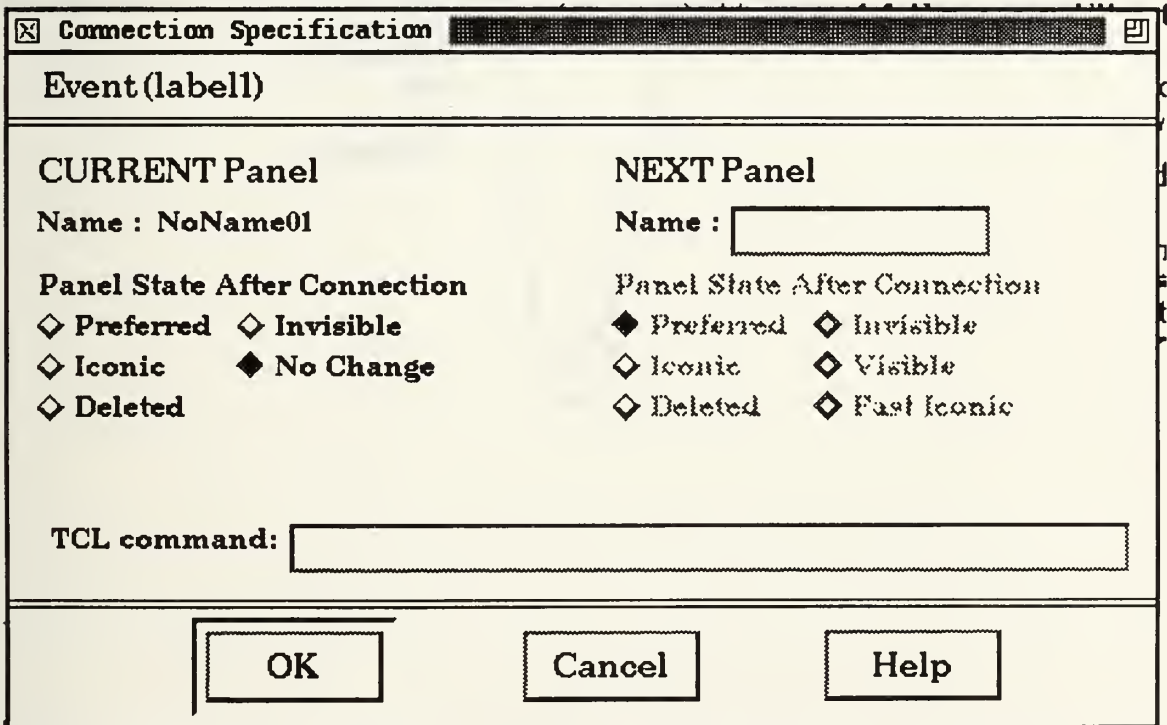 Connection Specification
Event (label1)
CURRENT Panel
Name : NoName01
Panel State After Connection
Preferred Invisible
Iconic No Change
Deleted
NEXT Panel
Name :
Panel State After Connection
Preferred Invisible
Iconic Visible
Deleted Fast Iconic
TCL command:
OK Cancel Help